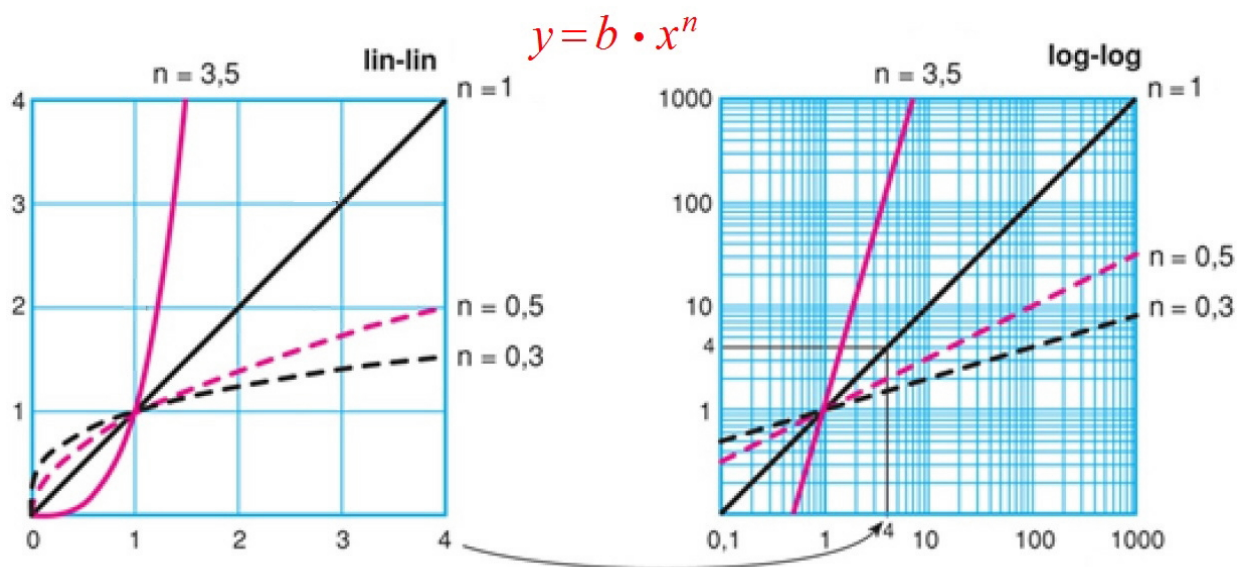 y = b • xⁿ
lin-lin
n = 3,5
n = 1
4
3
2
1
n = 0,5
n = 0,3
0 1 2 3 4
log-log
n = 3,5
n = 1
1000
100
10
4
1
n = 0,5
n = 0,3
0,1 1 4 10 100 1000